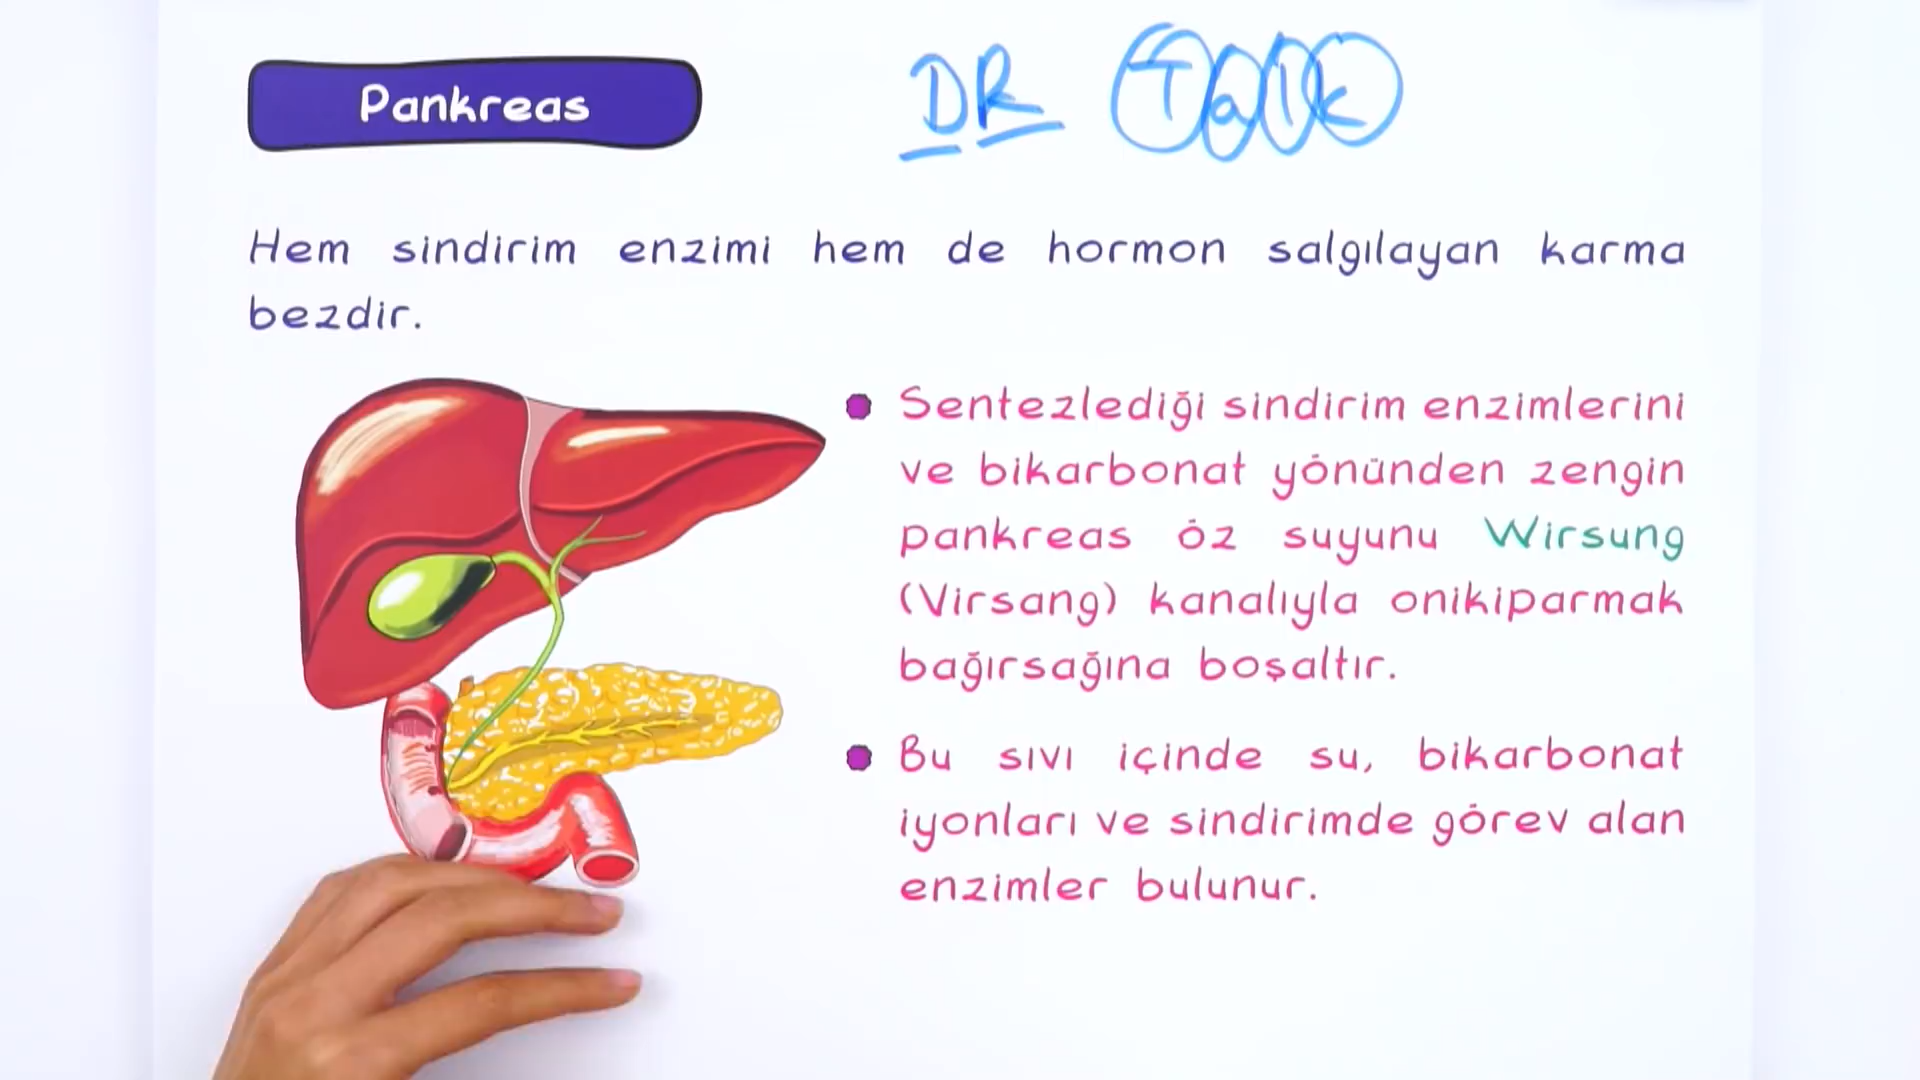 Pankreas
DR Talk
Hem sindirim enzimi hem de hormon salgılayan karma
bezdir.
Sentezlediği sindirim enzimlerini
ve bikarbonat yönünden zengin
pankreas öz suyunu Wirsung
(Virsang) kanalıyla onikiparmak
bağırsağına boşaltır.
Bu sıvı içinde su, bikarbonat
iyonları ve sindirimde görev alan
enzimler bulunur.